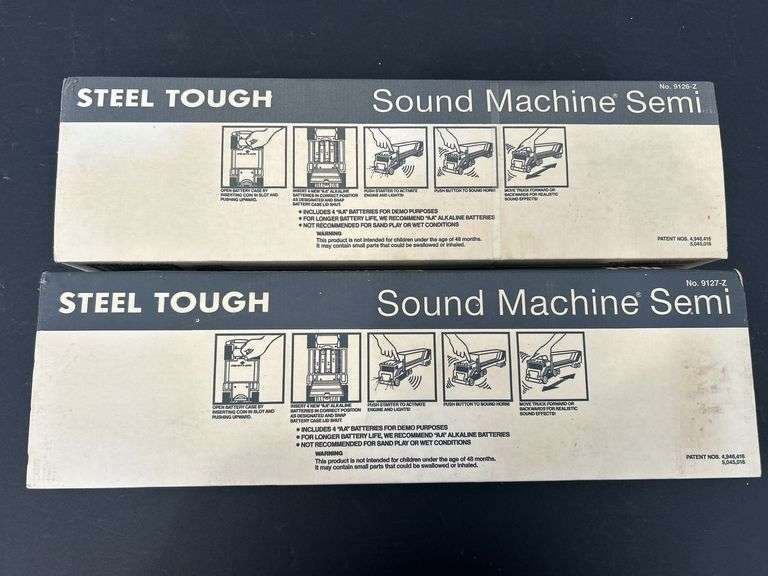 No. 9126-Z
STEEL TOUGH Sound Machine® Semi
OPEN BATTERY CASE BY
INSERTING COIN IN SLOT AND
PUSHING UPWARD.
INSERT 4 NEW "AA" ALKALINE
BATTERIES IN CORRECT POSITION
AS DESIGNATED AND SNAP
BATTERY CASE LID SHUT.
PUSH STARTER TO ACTIVATE
ENGINE AND LIGHTS!
PUSH BUTTON TO SOUND HORN!
MOVE TRUCK FORWARD OR
BACKWARDS FOR REALISTIC
SOUND EFFECTS!
• INCLUDES 4 "AA" BATTERIES FOR DEMO PURPOSES
• FOR LONGER BATTERY LIFE, WE RECOMMEND "AA" ALKALINE BATTERIES
• NOT RECOMMENDED FOR SAND PLAY OR WET CONDITIONS
WARNING
This product is not intended for children under the age of 48 months.
It may contain small parts that could be swallowed or inhaled.
PATENT NOS. 4,946,416
5,045,016
No. 9127-Z
STEEL TOUGH Sound Machine® Semi
OPEN BATTERY CASE BY
INSERTING COIN IN SLOT AND
PUSHING UPWARD.
INSERT 4 NEW "AA" ALKALINE
BATTERIES IN CORRECT POSITION
AS DESIGNATED AND SNAP
BATTERY CASE LID SHUT.
PUSH STARTER TO ACTIVATE
ENGINE AND LIGHTS!
PUSH BUTTON TO SOUND HORN!
MOVE TRUCK FORWARD OR
BACKWARDS FOR REALISTIC
SOUND EFFECTS!
• INCLUDES 4 "AA" BATTERIES FOR DEMO PURPOSES
• FOR LONGER BATTERY LIFE, WE RECOMMEND "AA" ALKALINE BATTERIES
• NOT RECOMMENDED FOR SAND PLAY OR WET CONDITIONS
WARNING
This product is not intended for children under the age of 48 months.
It may contain small parts that could be swallowed or inhaled.
PATENT NOS. 4,946,416
5,045,016